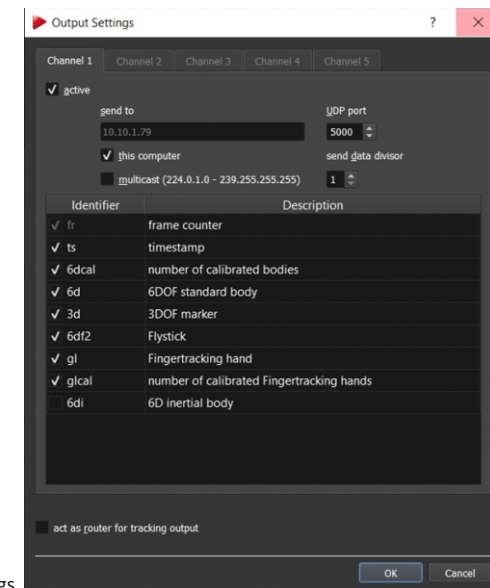 Output Settings ? ×
Channel 1 Channel 2 Channel 3 Channel 4 Channel 5
active
send to UDP port
10.10.1.79 5000
this computer send data divisor
multicast (224.0.1.0 - 239.255.255.255) 1
Identifier Description
fr frame counter
ts timestamp
6dcal number of calibrated bodies
6d 6DOF standard body
3d 3DOF marker
6df2 Flystick
gl Fingertracking hand
glcal number of calibrated Fingertracking hands
6di 6D inertial body
act as router for tracking output
OK Cancel
gs